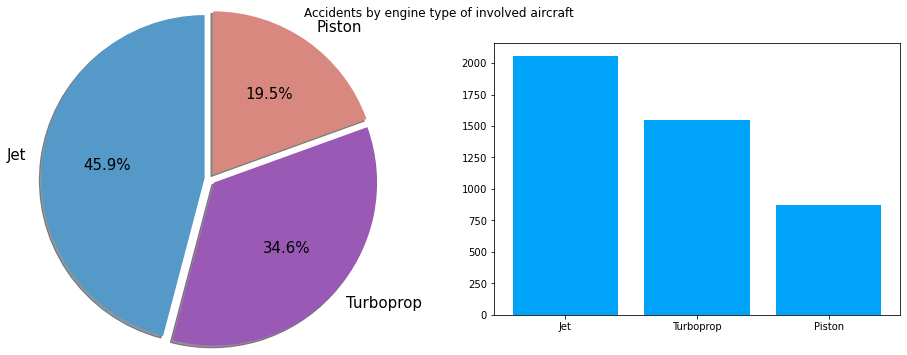 Accidents by engine type of involved aircraft
Piston
19.5%
Jet
45.9%
34.6%
Turboprop
2000
1750
1500
1250
1000
750
500
250
0
Jet Turboprop Piston